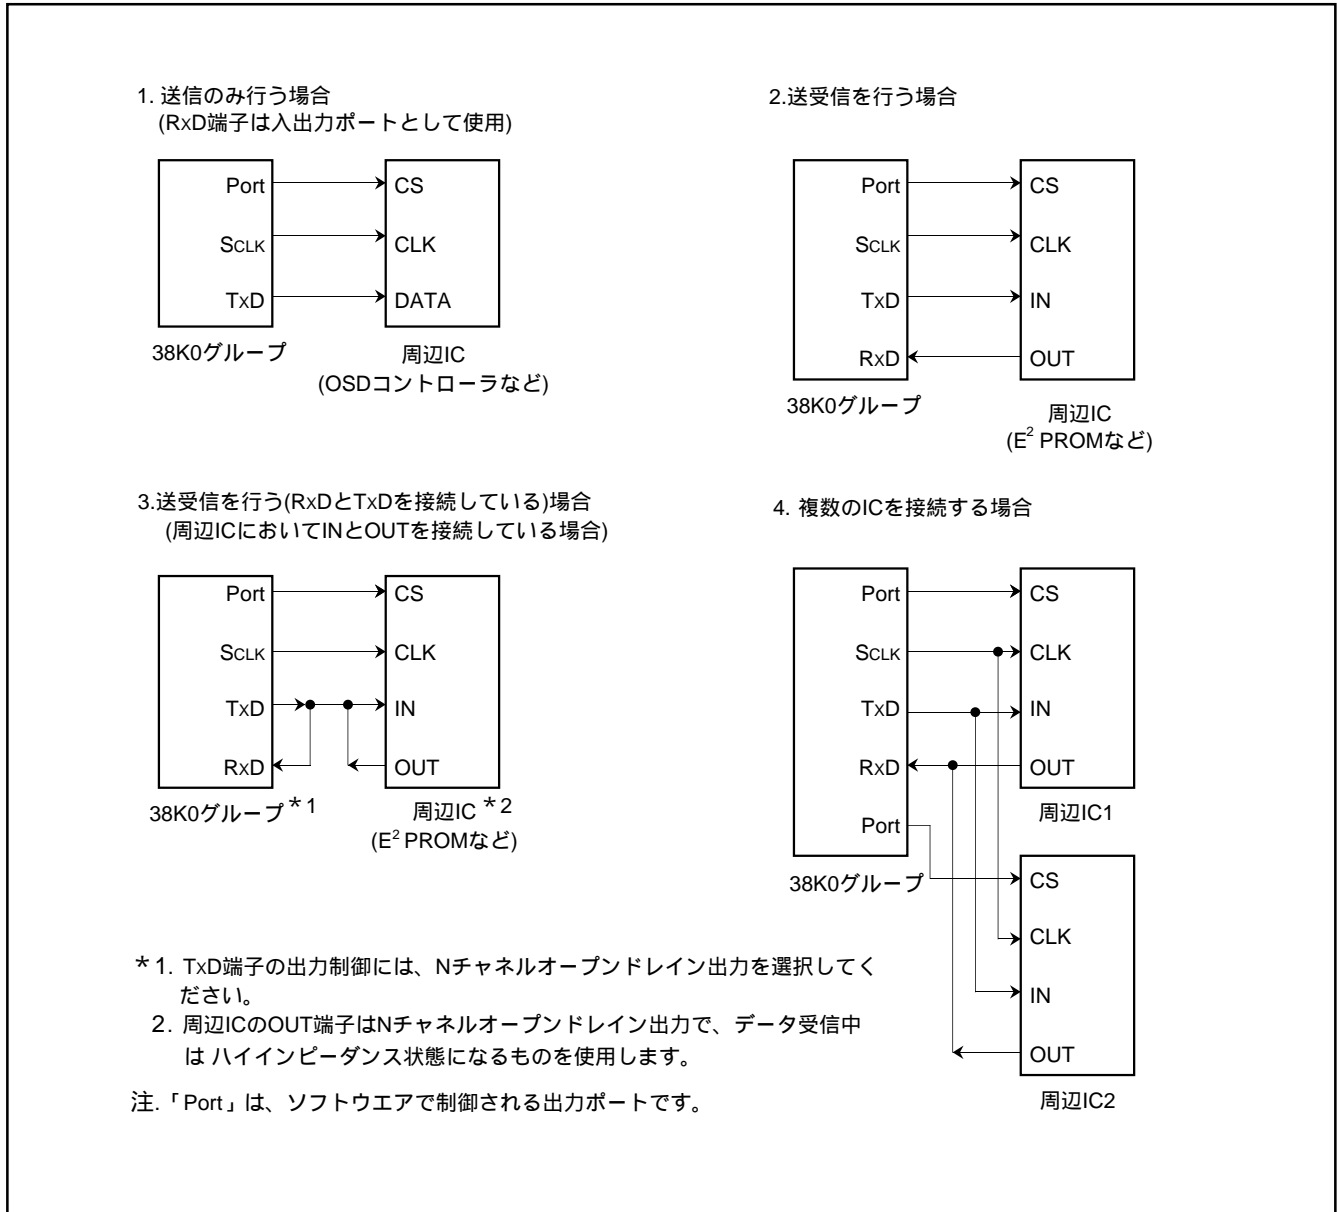 1. 送信のみ行う場合
(RxD端子は入出力ポートとして使用)
Port
CS
SCLK
CLK
TxD
DATA
38K0グループ
周辺IC
(OSDコントローラなど)
2.送受信を行う場合
Port
CS
SCLK
CLK
TxD
IN
RxD
OUT
38K0グループ
周辺IC
(E² PROMなど)
3.送受信を行う(RxDとTxDを接続している)場合
(周辺ICにおいてINとOUTを接続している場合)
Port
CS
SCLK
CLK
TxD
IN
RxD
OUT
38K0グループ*1
周辺IC *2
(E² PROMなど)
4. 複数のICを接続する場合
Port
CS
SCLK
CLK
TxD
IN
RxD
OUT
Port
周辺IC1
38K0グループ
CS
CLK
IN
OUT
周辺IC2
*1. TxD端子の出力制御には、Nチャネルオープンドレイン出力を選択してく
ださい。
2. 周辺ICのOUT端子はNチャネルオープンドレイン出力で、データ受信中
は ハイインピーダンス状態になるものを使用します。
注.「Port」は、ソフトウエアで制御される出力ポートです。